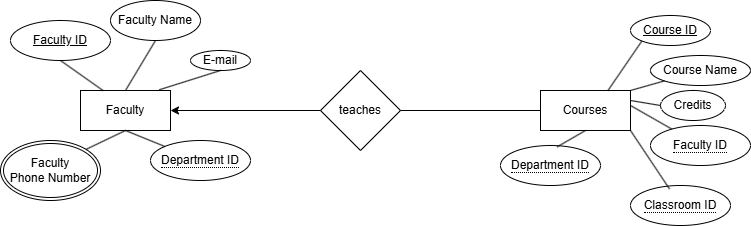 Faculty Name
Faculty ID
E-mail
Faculty
Faculty
Phone Number
Department ID
teaches
Course ID
Course Name
Courses
Credits
Faculty ID
Department ID
Classroom ID